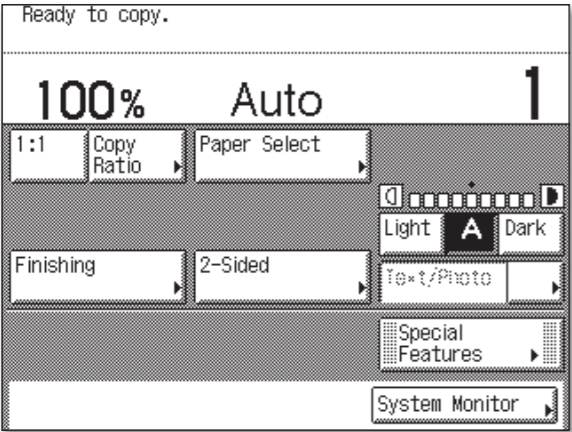 Ready to copy.
100% Auto 1
1:1 Copy Ratio Paper Select
Light A Dark
Finishing 2-Sided Text/Photo
Special Features
System Monitor